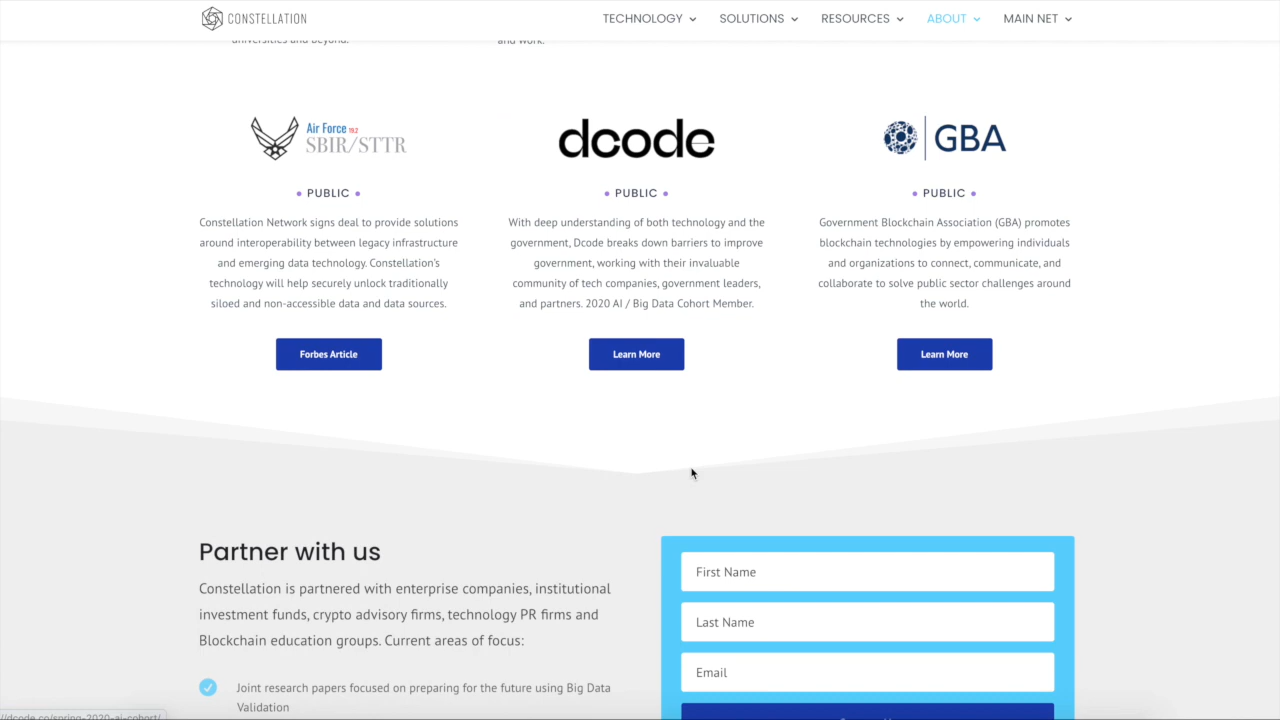 CONSTELLATION
TECHNOLOGY
SOLUTIONS
RESOURCES
ABOUT
MAIN NET
universities and beyond.
and work.
Air Force 19.2
SBIR/STTR
PUBLIC
Constellation Network signs deal to provide solutions
around interoperability between legacy infrastructure
and emerging data technology. Constellation's
technology will help securely unlock traditionally
siloed and non-accessible data and data sources.
Forbes Article
dcode
PUBLIC
With deep understanding of both technology and the
government, Dcode breaks down barriers to improve
government, working with their invaluable
community of tech companies, government leaders,
and partners. 2020 AI / Big Data Cohort Member.
Learn More
GBA
PUBLIC
Government Blockchain Association (GBA) promotes
blockchain technologies by empowering individuals
and organizations to connect, communicate, and
collaborate to solve public sector challenges around
the world.
Learn More
Partner with us
Constellation is partnered with enterprise companies, institutional
investment funds, crypto advisory firms, technology PR firms and
Blockchain education groups. Current areas of focus:
Joint research papers focused on preparing for the future using Big Data
Validation
First Name
Last Name
Email
//dcode.co/spring-2020-ai-cohort/